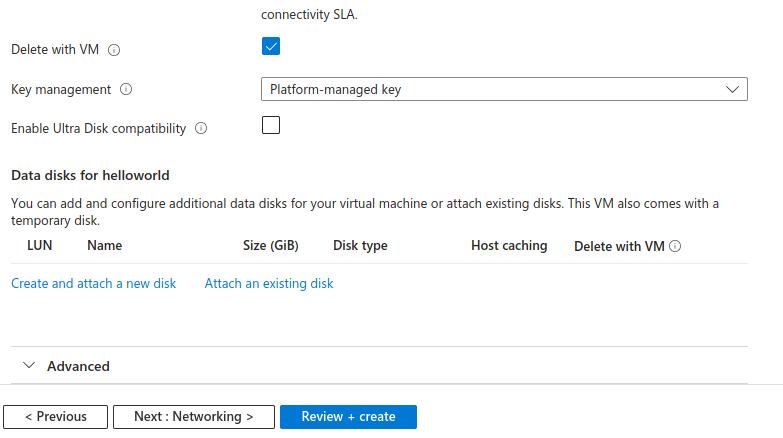 connectivity SLA.
Delete with VM
Key management
Platform-managed key
Enable Ultra Disk compatibility
Data disks for helloworld
You can add and configure additional data disks for your virtual machine or attach existing disks. This VM also comes with a
temporary disk.
LUN Name Size (GiB) Disk type Host caching Delete with VM
Create and attach a new disk Attach an existing disk
Advanced
< Previous Next : Networking > Review + create